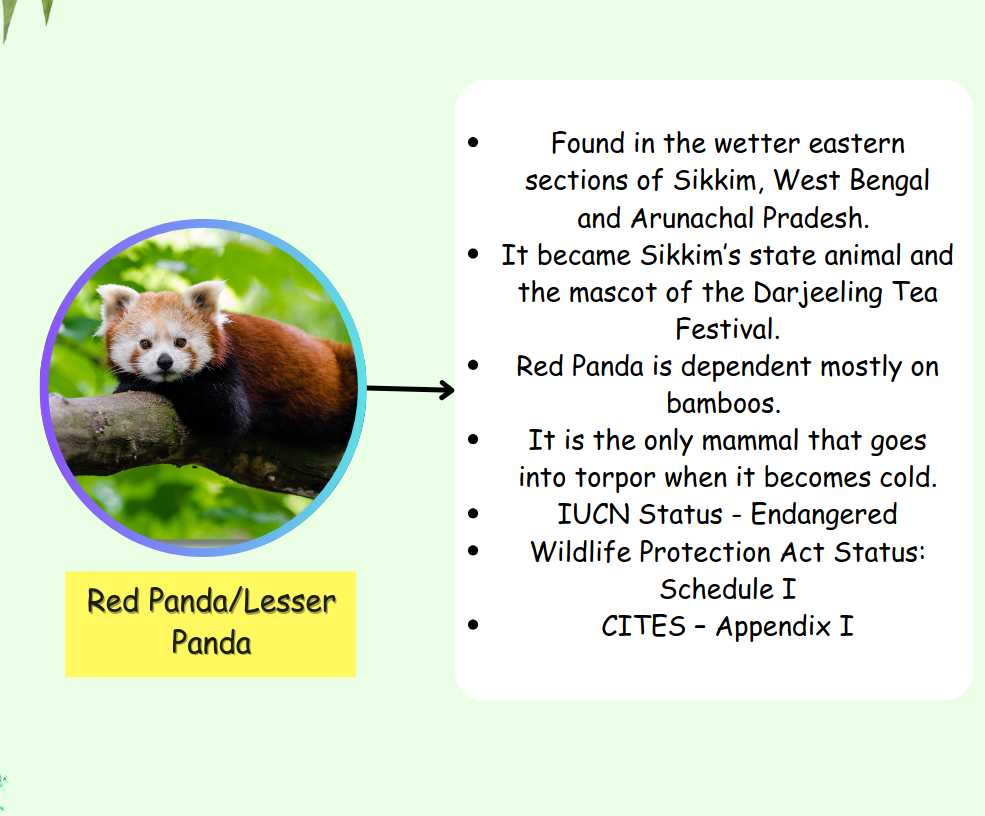 Found in the wetter eastern
sections of Sikkim, West Bengal
and Arunachal Pradesh.
It became Sikkim's state animal and
the mascot of the Darjeeling Tea
Festival.
Red Panda is dependent mostly on
bamboos.
It is the only mammal that goes
into torpor when it becomes cold.
IUCN Status - Endangered
Wildlife Protection Act Status:
Schedule I
CITES – Appendix I
Red Panda/Lesser
Panda